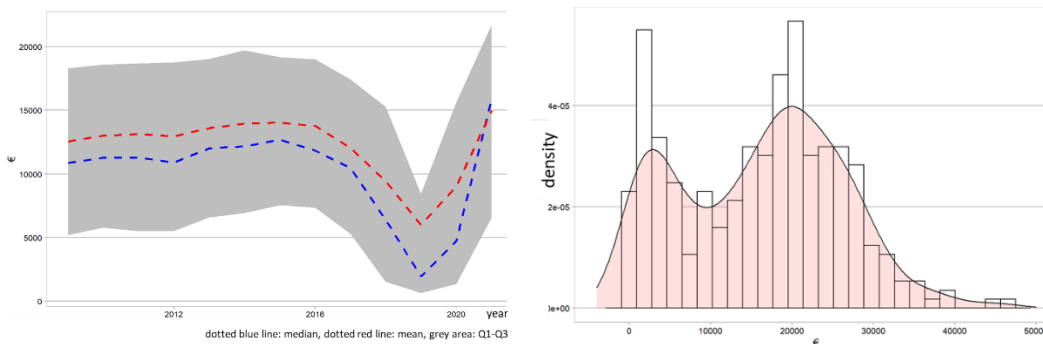 20000
15000
10000
€
5000
0
2012
2016
2020
year
dotted blue line: median, dotted red line: mean, grey area: Q1-Q3
density
4e-05
2e-05
0e+00
0
10000
20000
30000
40000
5000
€